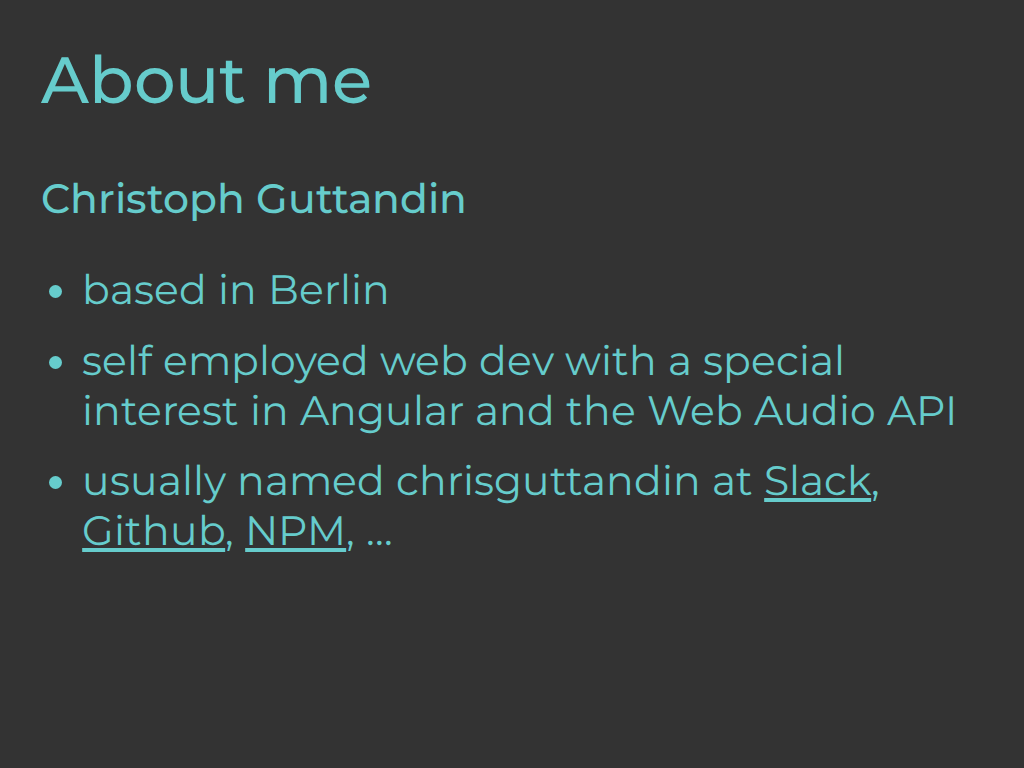 About me
Christoph Guttandin
• based in Berlin
• self employed web dev with a special
interest in Angular and the Web Audio API
• usually named chrisguttandin at Slack,
Github, NPM, ...